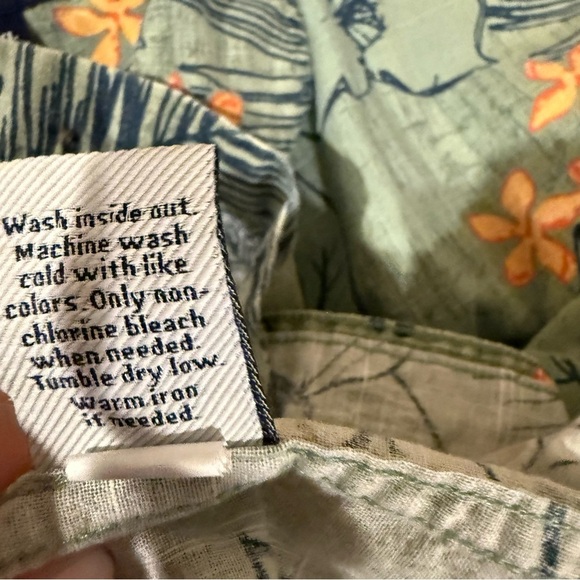 Wash inside out.
Machine wash
cold with like
colors. Only non-
chlorine bleach
when needed.
Tumble dry low.
Warm iron
if needed.